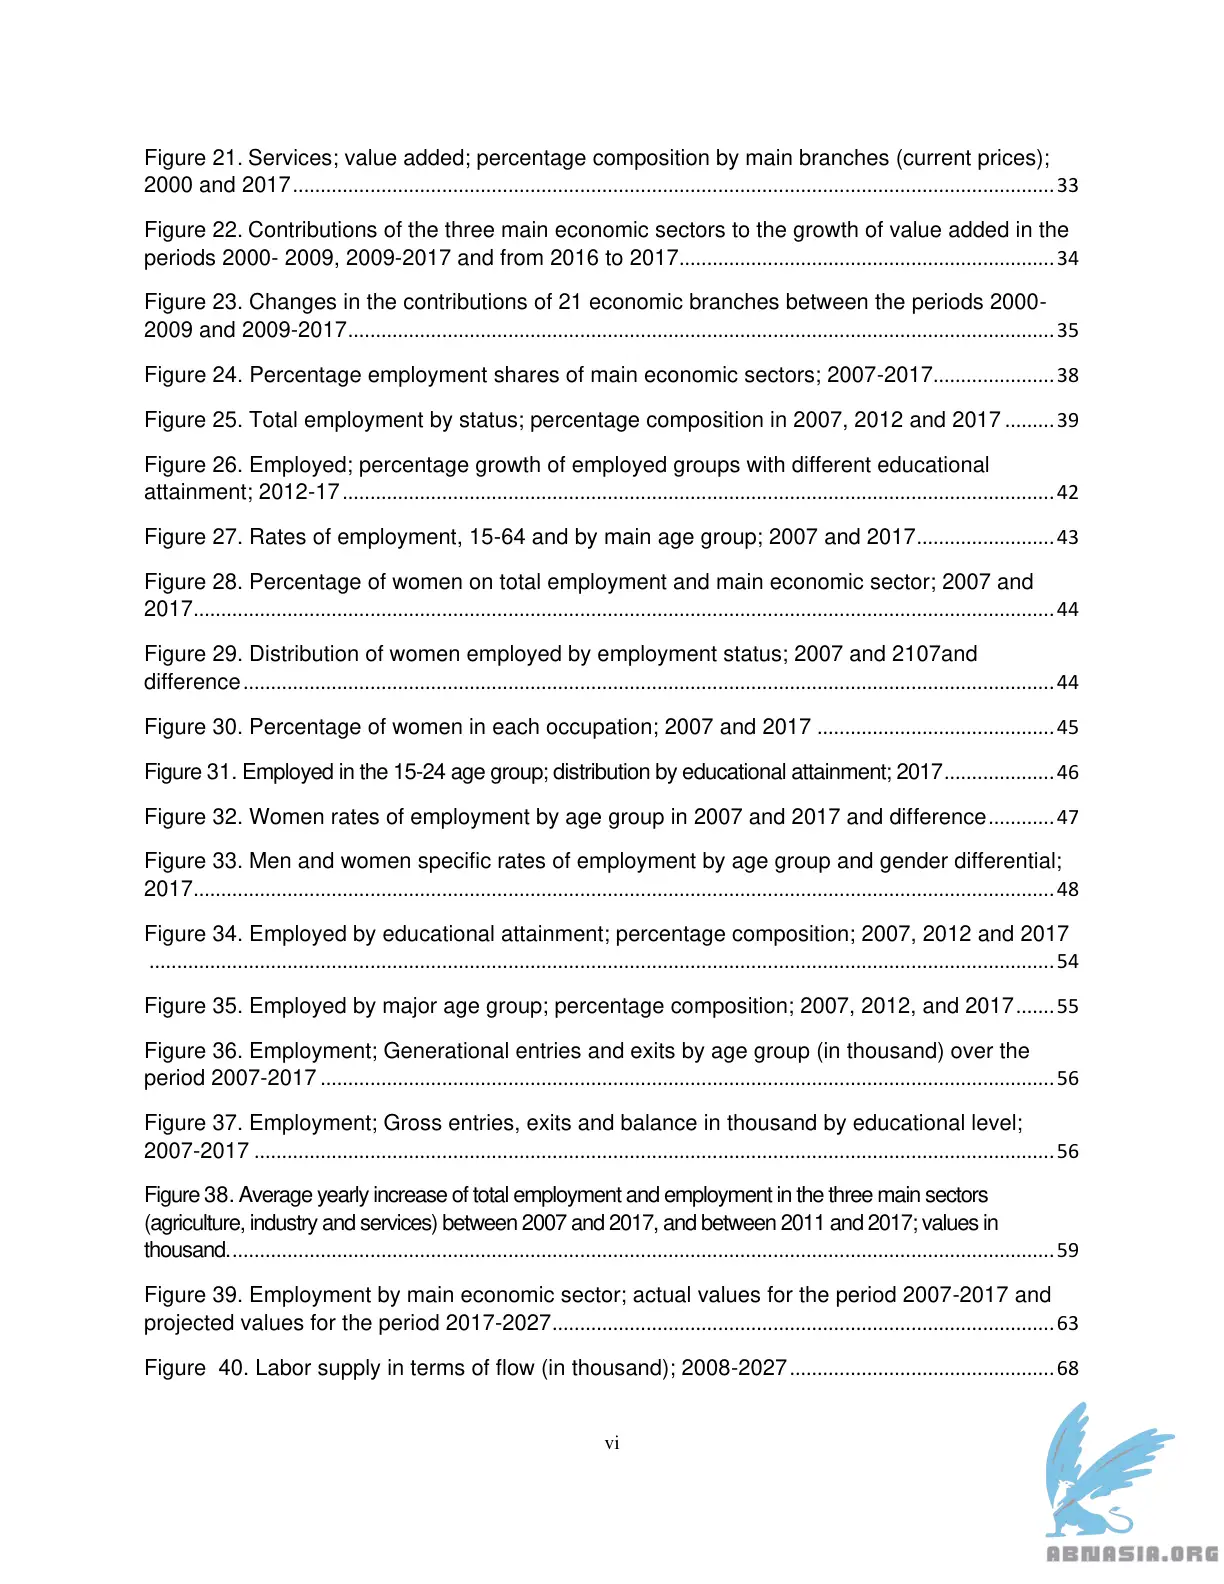 Figure 21. Services; value added; percentage composition by main branches (current prices);
2000 and 2017.....33
Figure 22. Contributions of the three main economic sectors to the growth of value added in the
periods 2000- 2009, 2009-2017 and from 2016 to 2017.....34
Figure 23. Changes in the contributions of 21 economic branches between the periods 2000-
2009 and 2009-2017.....35
Figure 24. Percentage employment shares of main economic sectors; 2007-2017.....38
Figure 25. Total employment by status; percentage composition in 2007, 2012 and 2017 .....39
Figure 26. Employed; percentage growth of employed groups with different educational
attainment; 2012-17.....42
Figure 27. Rates of employment, 15-64 and by main age group; 2007 and 2017.....43
Figure 28. Percentage of women on total employment and main economic sector; 2007 and
2017.....44
Figure 29. Distribution of women employed by employment status; 2007 and 2107and
difference.....44
Figure 30. Percentage of women in each occupation; 2007 and 2017 .....45
Figure 31. Employed in the 15-24 age group; distribution by educational attainment; 2017.....46
Figure 32. Women rates of employment by age group in 2007 and 2017 and difference.....47
Figure 33. Men and women specific rates of employment by age group and gender differential;
2017.....48
Figure 34. Employed by educational attainment; percentage composition; 2007, 2012 and 2017
.....54
Figure 35. Employed by major age group; percentage composition; 2007, 2012, and 2017.....55
Figure 36. Employment; Generational entries and exits by age group (in thousand) over the
period 2007-2017 .....56
Figure 37. Employment; Gross entries, exits and balance in thousand by educational level;
2007-2017 .....56
Figure 38. Average yearly increase of total employment and employment in the three main sectors
(agriculture, industry and services) between 2007 and 2017, and between 2011 and 2017; values in
thousand......59
Figure 39. Employment by main economic sector; actual values for the period 2007-2017 and
projected values for the period 2017-2027.....63
Figure  40. Labor supply in terms of flow (in thousand); 2008-2027.....68
vi
ABNASIA.ORG